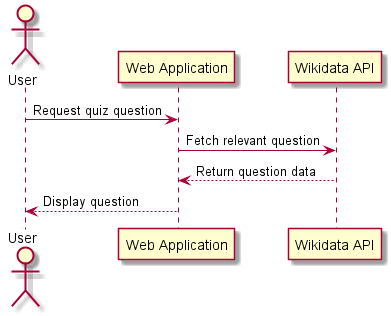 User
Web Application
Wikidata API
Request quiz question
Fetch relevant question
Return question data
Display question
User
Web Application
Wikidata API